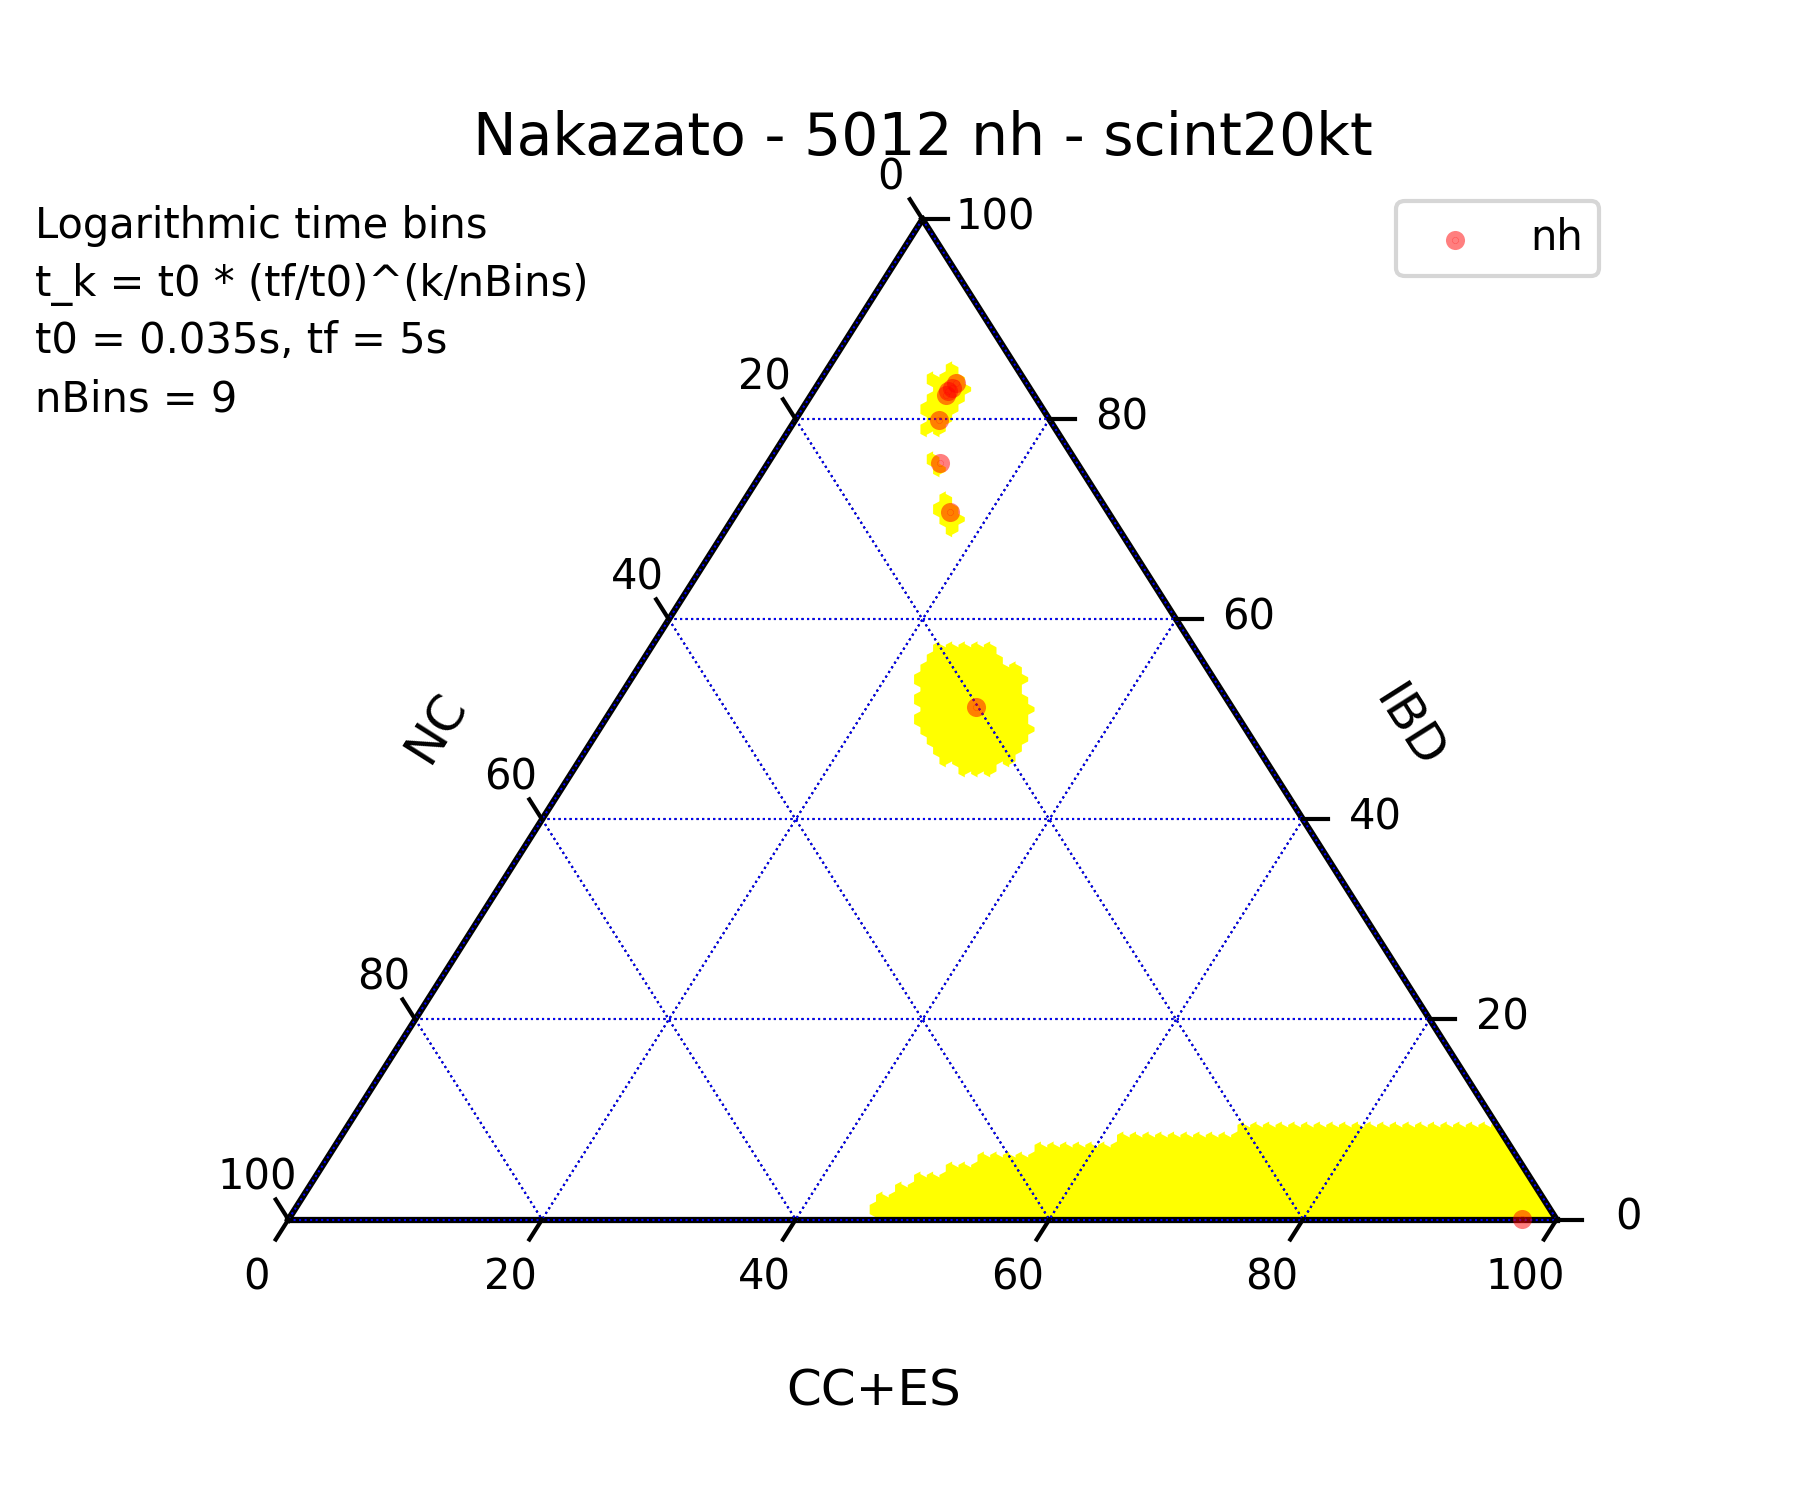 Nakazato - 5012 nh - scint20kt
Logarithmic time bins
t_k = t0 * (tf/t0)^(k/nBins)
t0 = 0.035s, tf = 5s
nBins = 9
nh
0
100
20
80
40
60
NC
IBD
60
40
80
20
100
0
0
20
40
60
80
100
CC+ES